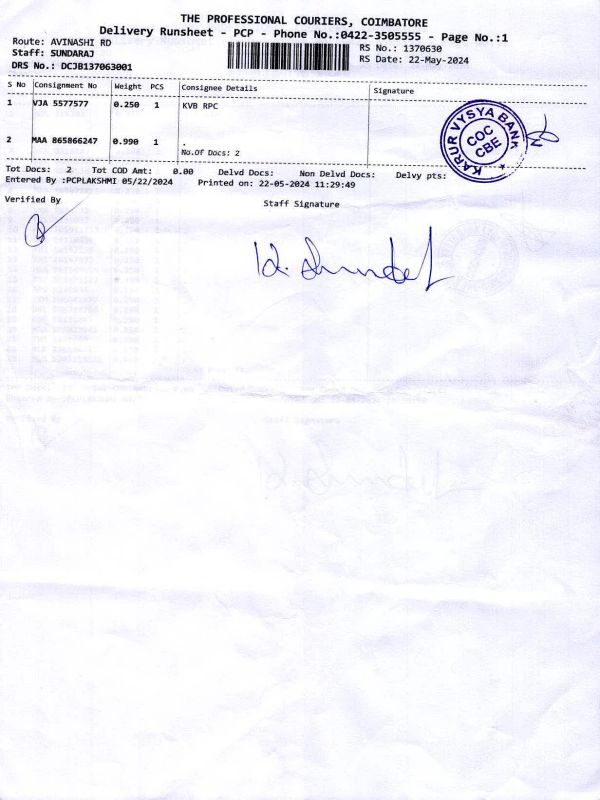 THE PROFESSIONAL COURIERS, COIMBATORE
Delivery Runsheet - PCP - Phone No.:0422-3505555 - Page No.:1
Route: AVINASHI RD
RS No.: 1370630
Staff: SUNDARAJ
RS Date: 22-May-2024
DRS No.: DCJB137063001
S No Consignment No Weight PCS Consignee Details Signature
1 VJA 5577577 0.250 1 KVB RPC
2 MAA 865866247 0.990 1 .
No.Of Docs: 2
KARUR VYSYA BANK
COC
CBE
Tot Docs: 2 Tot COD Amt: 0.00 Delvd Docs: Non Delvd Docs: Delvy pts:
Entered By :PCPLAKSHMI 05/22/2024 Printed on: 22-05-2024 11:29:49
Verified By
Staff Signature